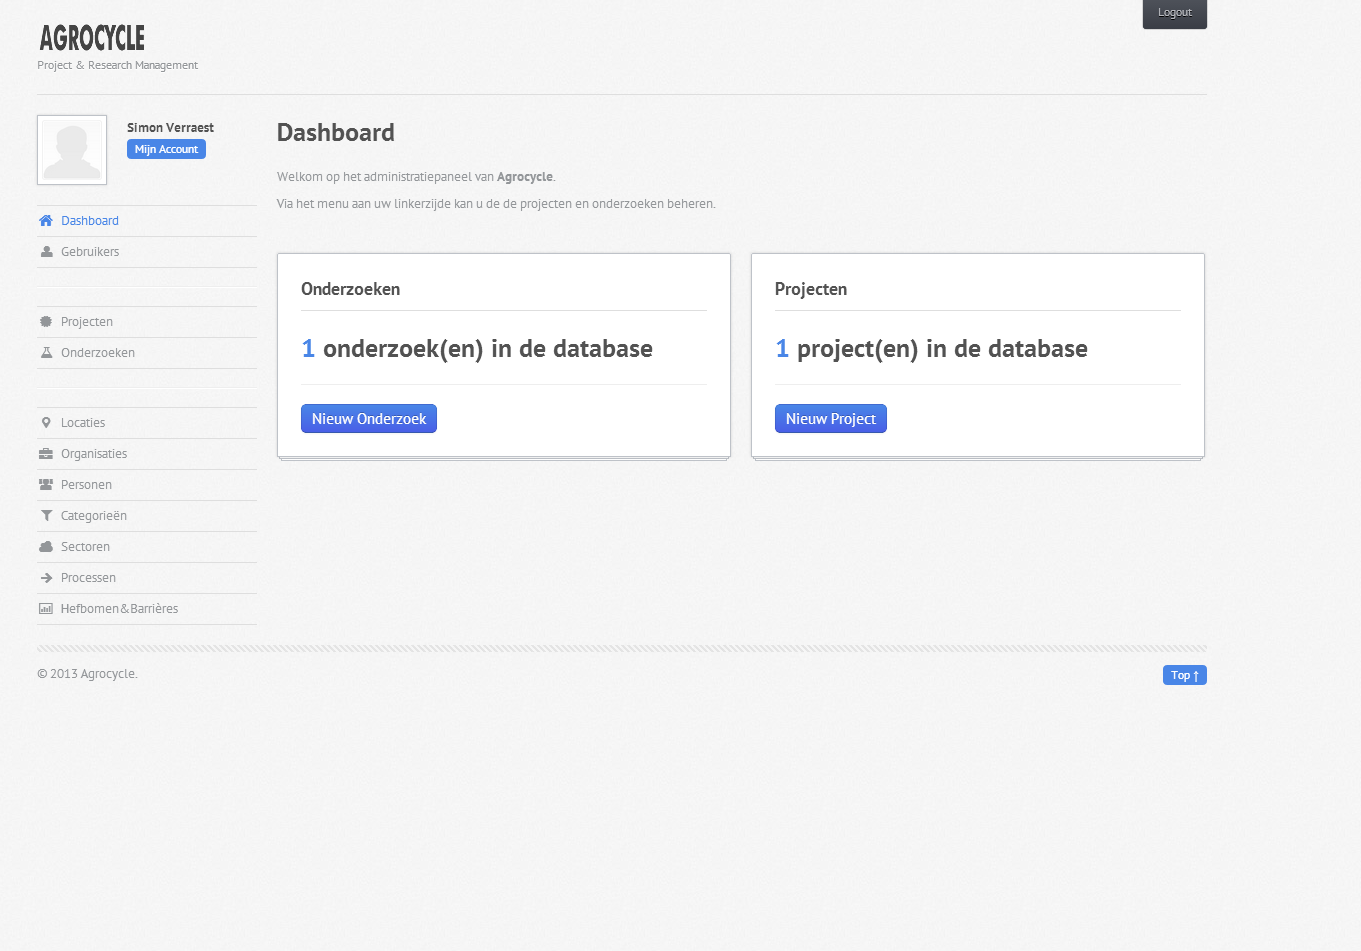 Logout
AGROCYCLE
Project & Research Management
Simon Verraest
Mijn Account
Dashboard
Gebruikers
Projecten
Onderzoeken
Locaties
Organisaties
Personen
Categorieën
Sectoren
Processen
Hefbomen&Barrières
Dashboard
Welkom op het administratiepaneel van Agrocycle.
Via het menu aan uw linkerzijde kan u de de projecten en onderzoeken beheren.
Onderzoeken
1 onderzoek(en) in de database
Nieuw Onderzoek
Projecten
1 project(en) in de database
Nieuw Project
© 2013 Agrocycle.
Top ↑